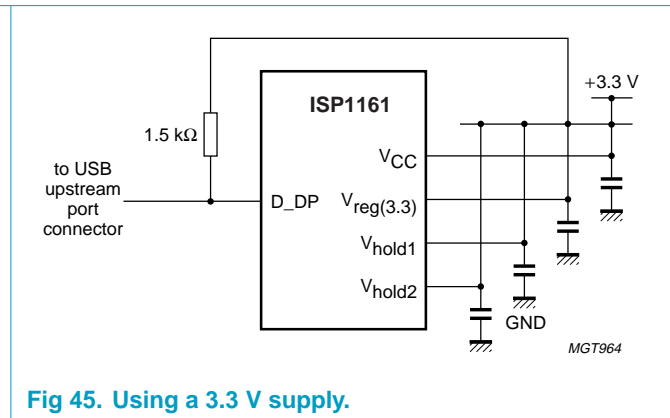 +3.3 V
ISP1161
1.5 kΩ
to USB
upstream
port
connector
D_DP
VCC
Vreg(3.3)
Vhold1
Vhold2
GND
MGT964
Fig 45. Using a 3.3 V supply.